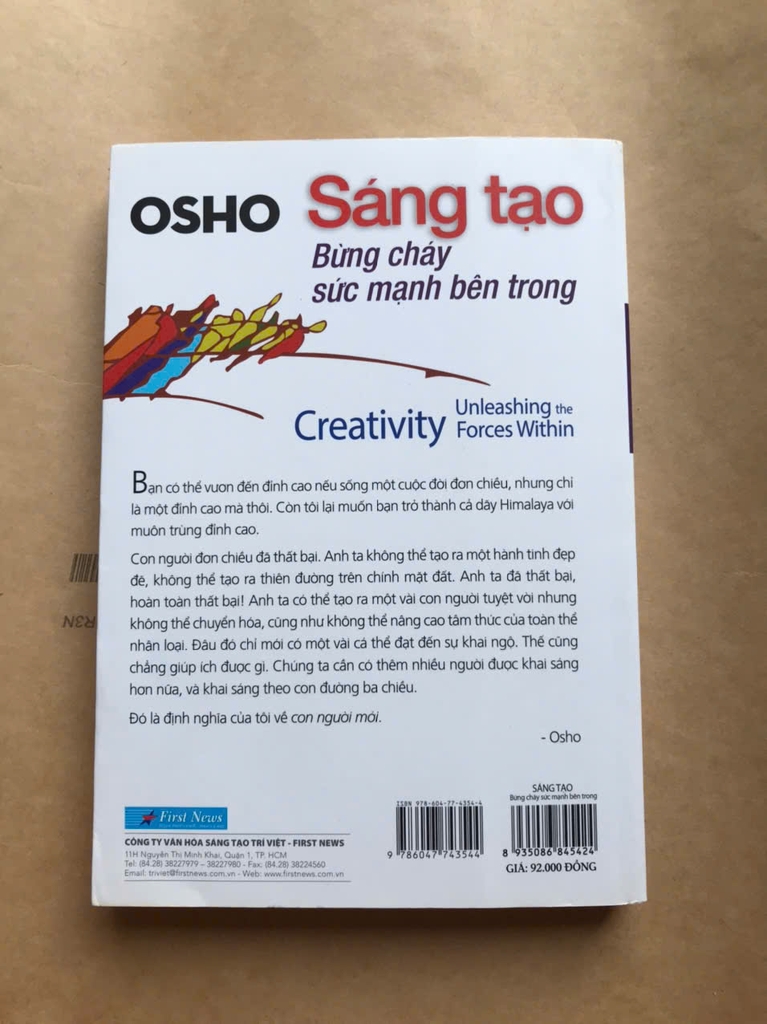 OSHO Sáng tạo
Bừng cháy
sức mạnh bên trong
Creativity Unleashing the
Forces Within
Bạn có thể vươn đến đỉnh cao nếu sống một cuộc đời đơn chiều, nhưng chỉ
là một đỉnh cao mà thôi. Còn tôi lại muốn bạn trở thành cả dãy Himalaya với
muôn trùng đỉnh cao.
Con người đơn chiều đã thất bại. Anh ta không thể tạo ra một hành tinh đẹp
đẽ, không thể tạo ra thiên đường trên chính mặt đất. Anh ta đã thất bại,
hoàn toàn thất bại! Anh ta có thể tạo ra một vài con người tuyệt vời nhưng
không thể chuyển hóa, cũng như không thể nâng cao tâm thức của toàn thể
nhân loại. Đâu đó chỉ mới có một vài cá thể đạt đến sự khai ngộ. Thế cũng
chẳng giúp ích được gì. Chúng ta cần có thêm nhiều người được khai sáng
hơn nữa, và khai sáng theo con đường ba chiều.
Đó là định nghĩa của tôi về con người mới.
- Osho
First News
CÔNG TY VĂN HÓA SÁNG TẠO TRÍ VIỆT - FIRST NEWS
11H Nguyễn Thị Minh Khai, Quận 1, TP. HCM
Tel: (84.28) 38227979 – 38227980 - Fax: (84.28) 38224560
Email: triviet@firstnews.com.vn - Web: www.firstnews.com.vn
ISBN 978-604-77-4354-4
9 786047 743544
SÁNG TẠO
Bừng cháy sức mạnh bên trong
8 935086 845424
GIÁ: 92.000 ĐỒNG